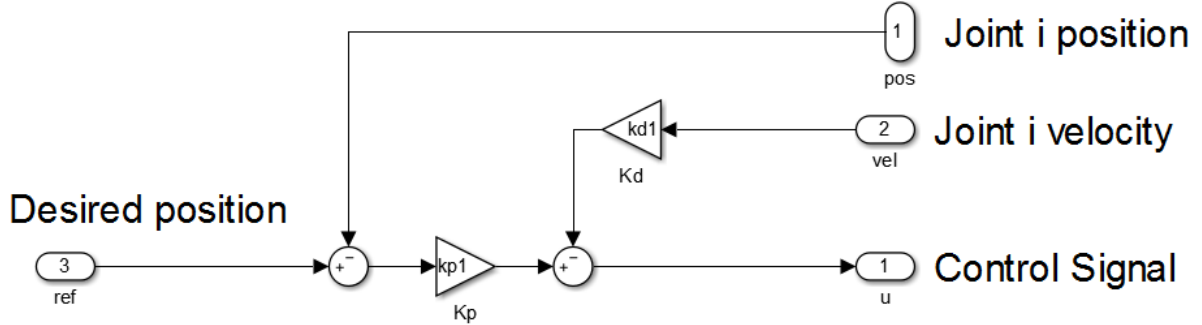 1
Joint i position
pos
kd1
2
Joint i velocity
Kd
vel
Desired position
3
+
−
kp1
+
−
1
Control Signal
ref
Kp
u